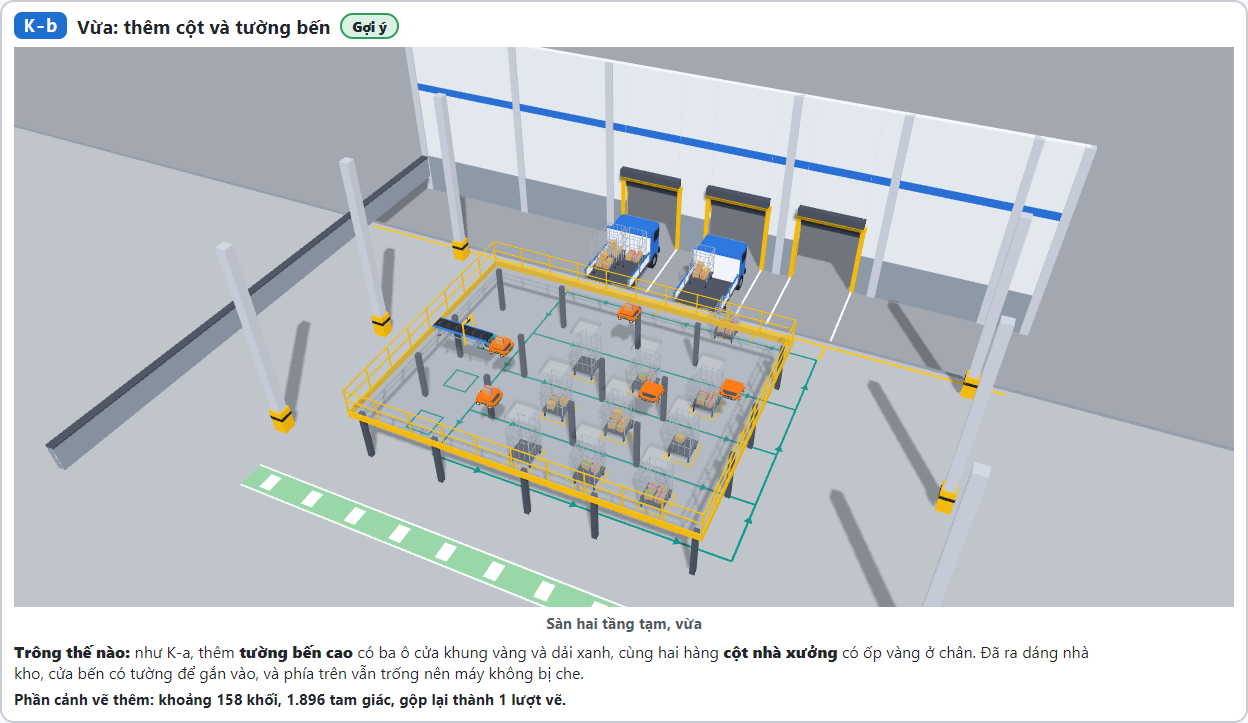 K-b Vừa: thêm cột và tường bến Gợi ý
Sàn hai tầng tạm, vừa
Trông thế nào: như K-a, thêm tường bến cao có ba ô cửa khung vàng và dải xanh, cùng hai hàng cột nhà xưởng có ốp vàng ở chân. Đã ra dáng nhà
kho, cửa bến có tường để gắn vào, và phía trên vẫn trống nên máy không bị che.
Phần cảnh vẽ thêm: khoảng 158 khối, 1.896 tam giác, gộp lại thành 1 lượt vẽ.